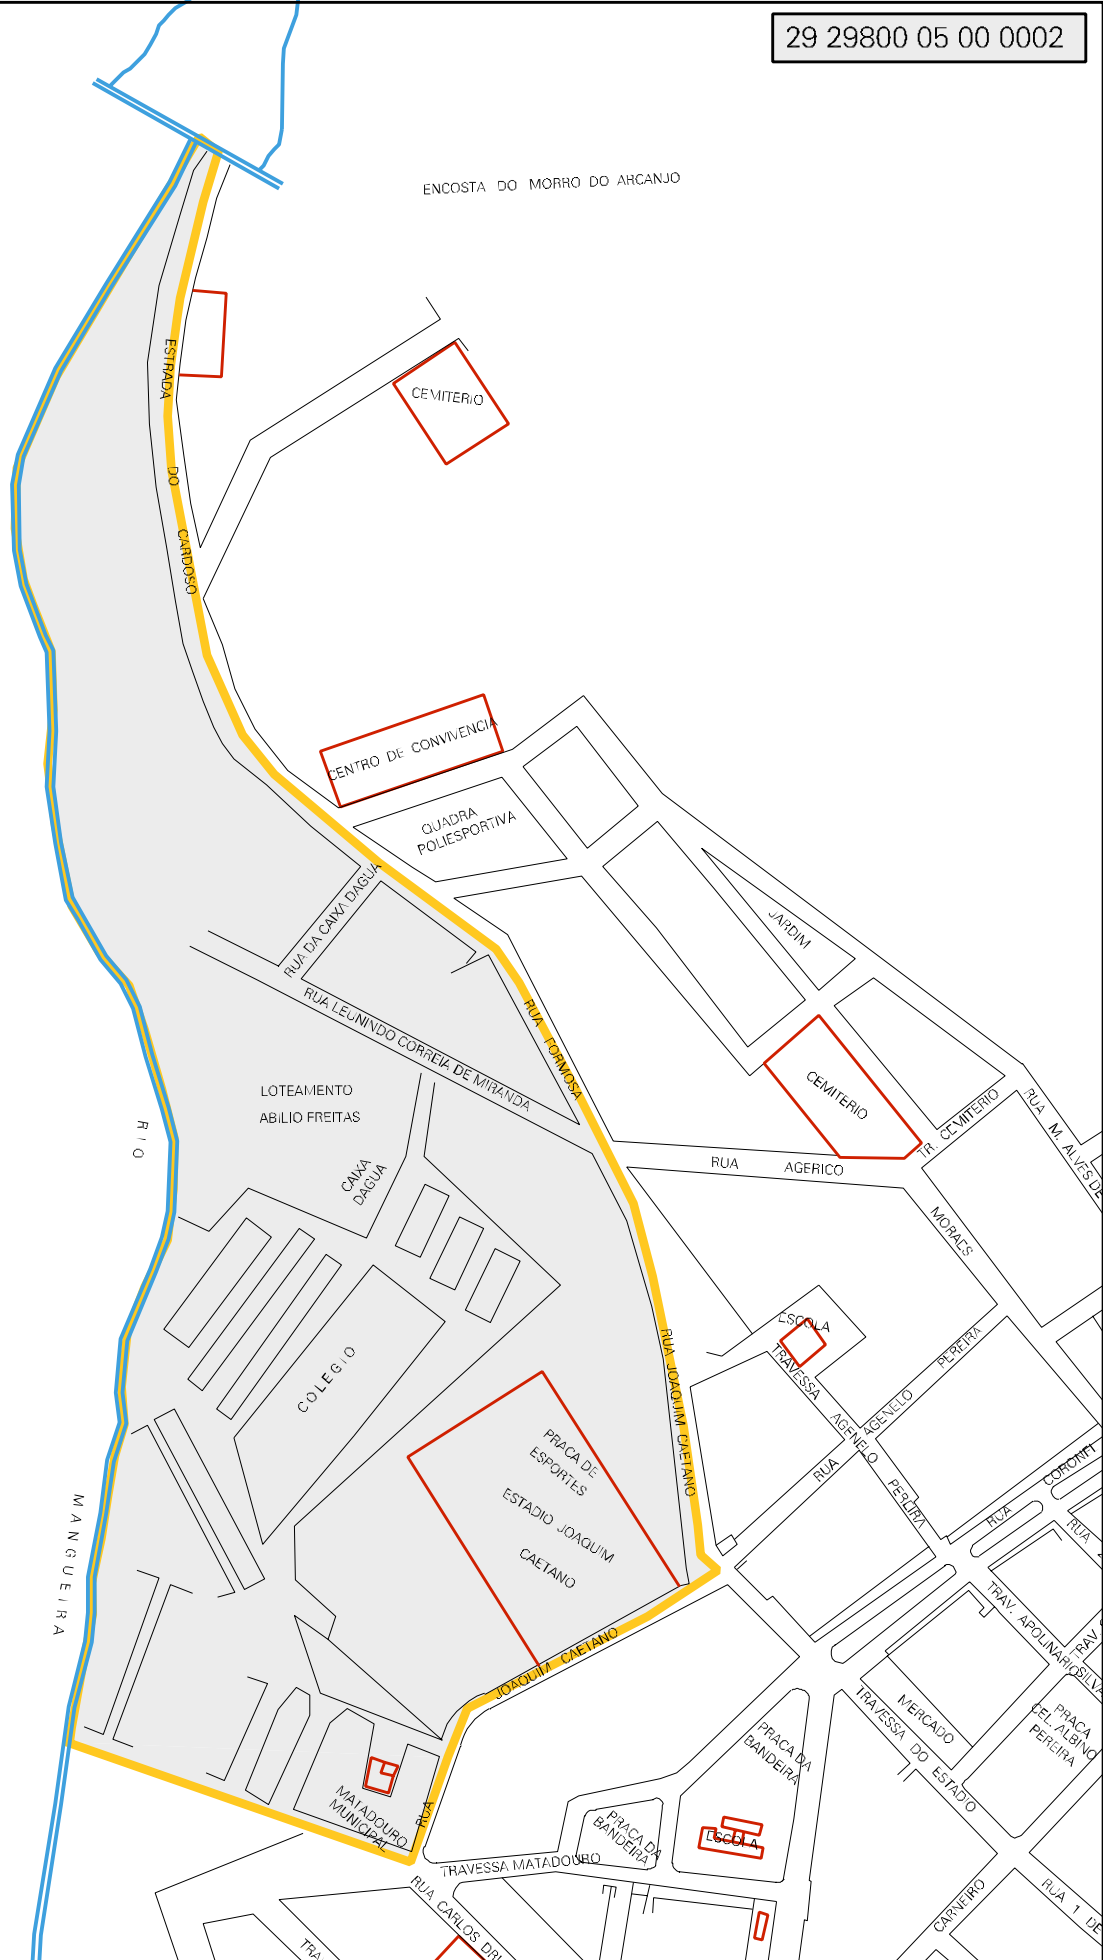 29 29800 05 00 0002
ENCOSTA DO MORRO DO ARCANJO
ESTRADA DO CARDOSO
CEMITERIO
CENTRO DE CONVIVENCIA
QUADRA
POLIESPORTIVA
RUA DA CAIXA DAGUA
JARDIM
RUA LEUNINDO CORREIA DE MIRANDA
RUA FORMOSA
LOTEAMENTO
ABILIO FREITAS
CEMITERIO
TR. CEMITERIO
RUA M. ALVES DE
RIO MANGUEIRA
CAIXA
DAGUA
RUA AGERICO MORAES
ESCOLA
COLEGIO
RUA JOAQUIM CAETANO
TRAVESSA AGENELO PEREIRA
RUA AGENELO PEREIRA
PRACA DE
ESPORTES
ESTADIO JOAQUIM
CAETANO
RUA CORONEL
RUA
TRAV. APOLINARIO SILVA
TRAV.
RUA JOAQUIM CAETANO
MERCADO
PRACA
CEL. ALBINO
PEREIRA
TRAVESSA DO ESTADIO
PRACA DA
BANDEIRA
MATADOURO
MUNICIPAL
PRACA DA
BANDEIRA
ESCOLA
TRAVESSA MATADOURO
RUA CARLOS DRU
CARNEIRO
RUA 1 DE
TRA